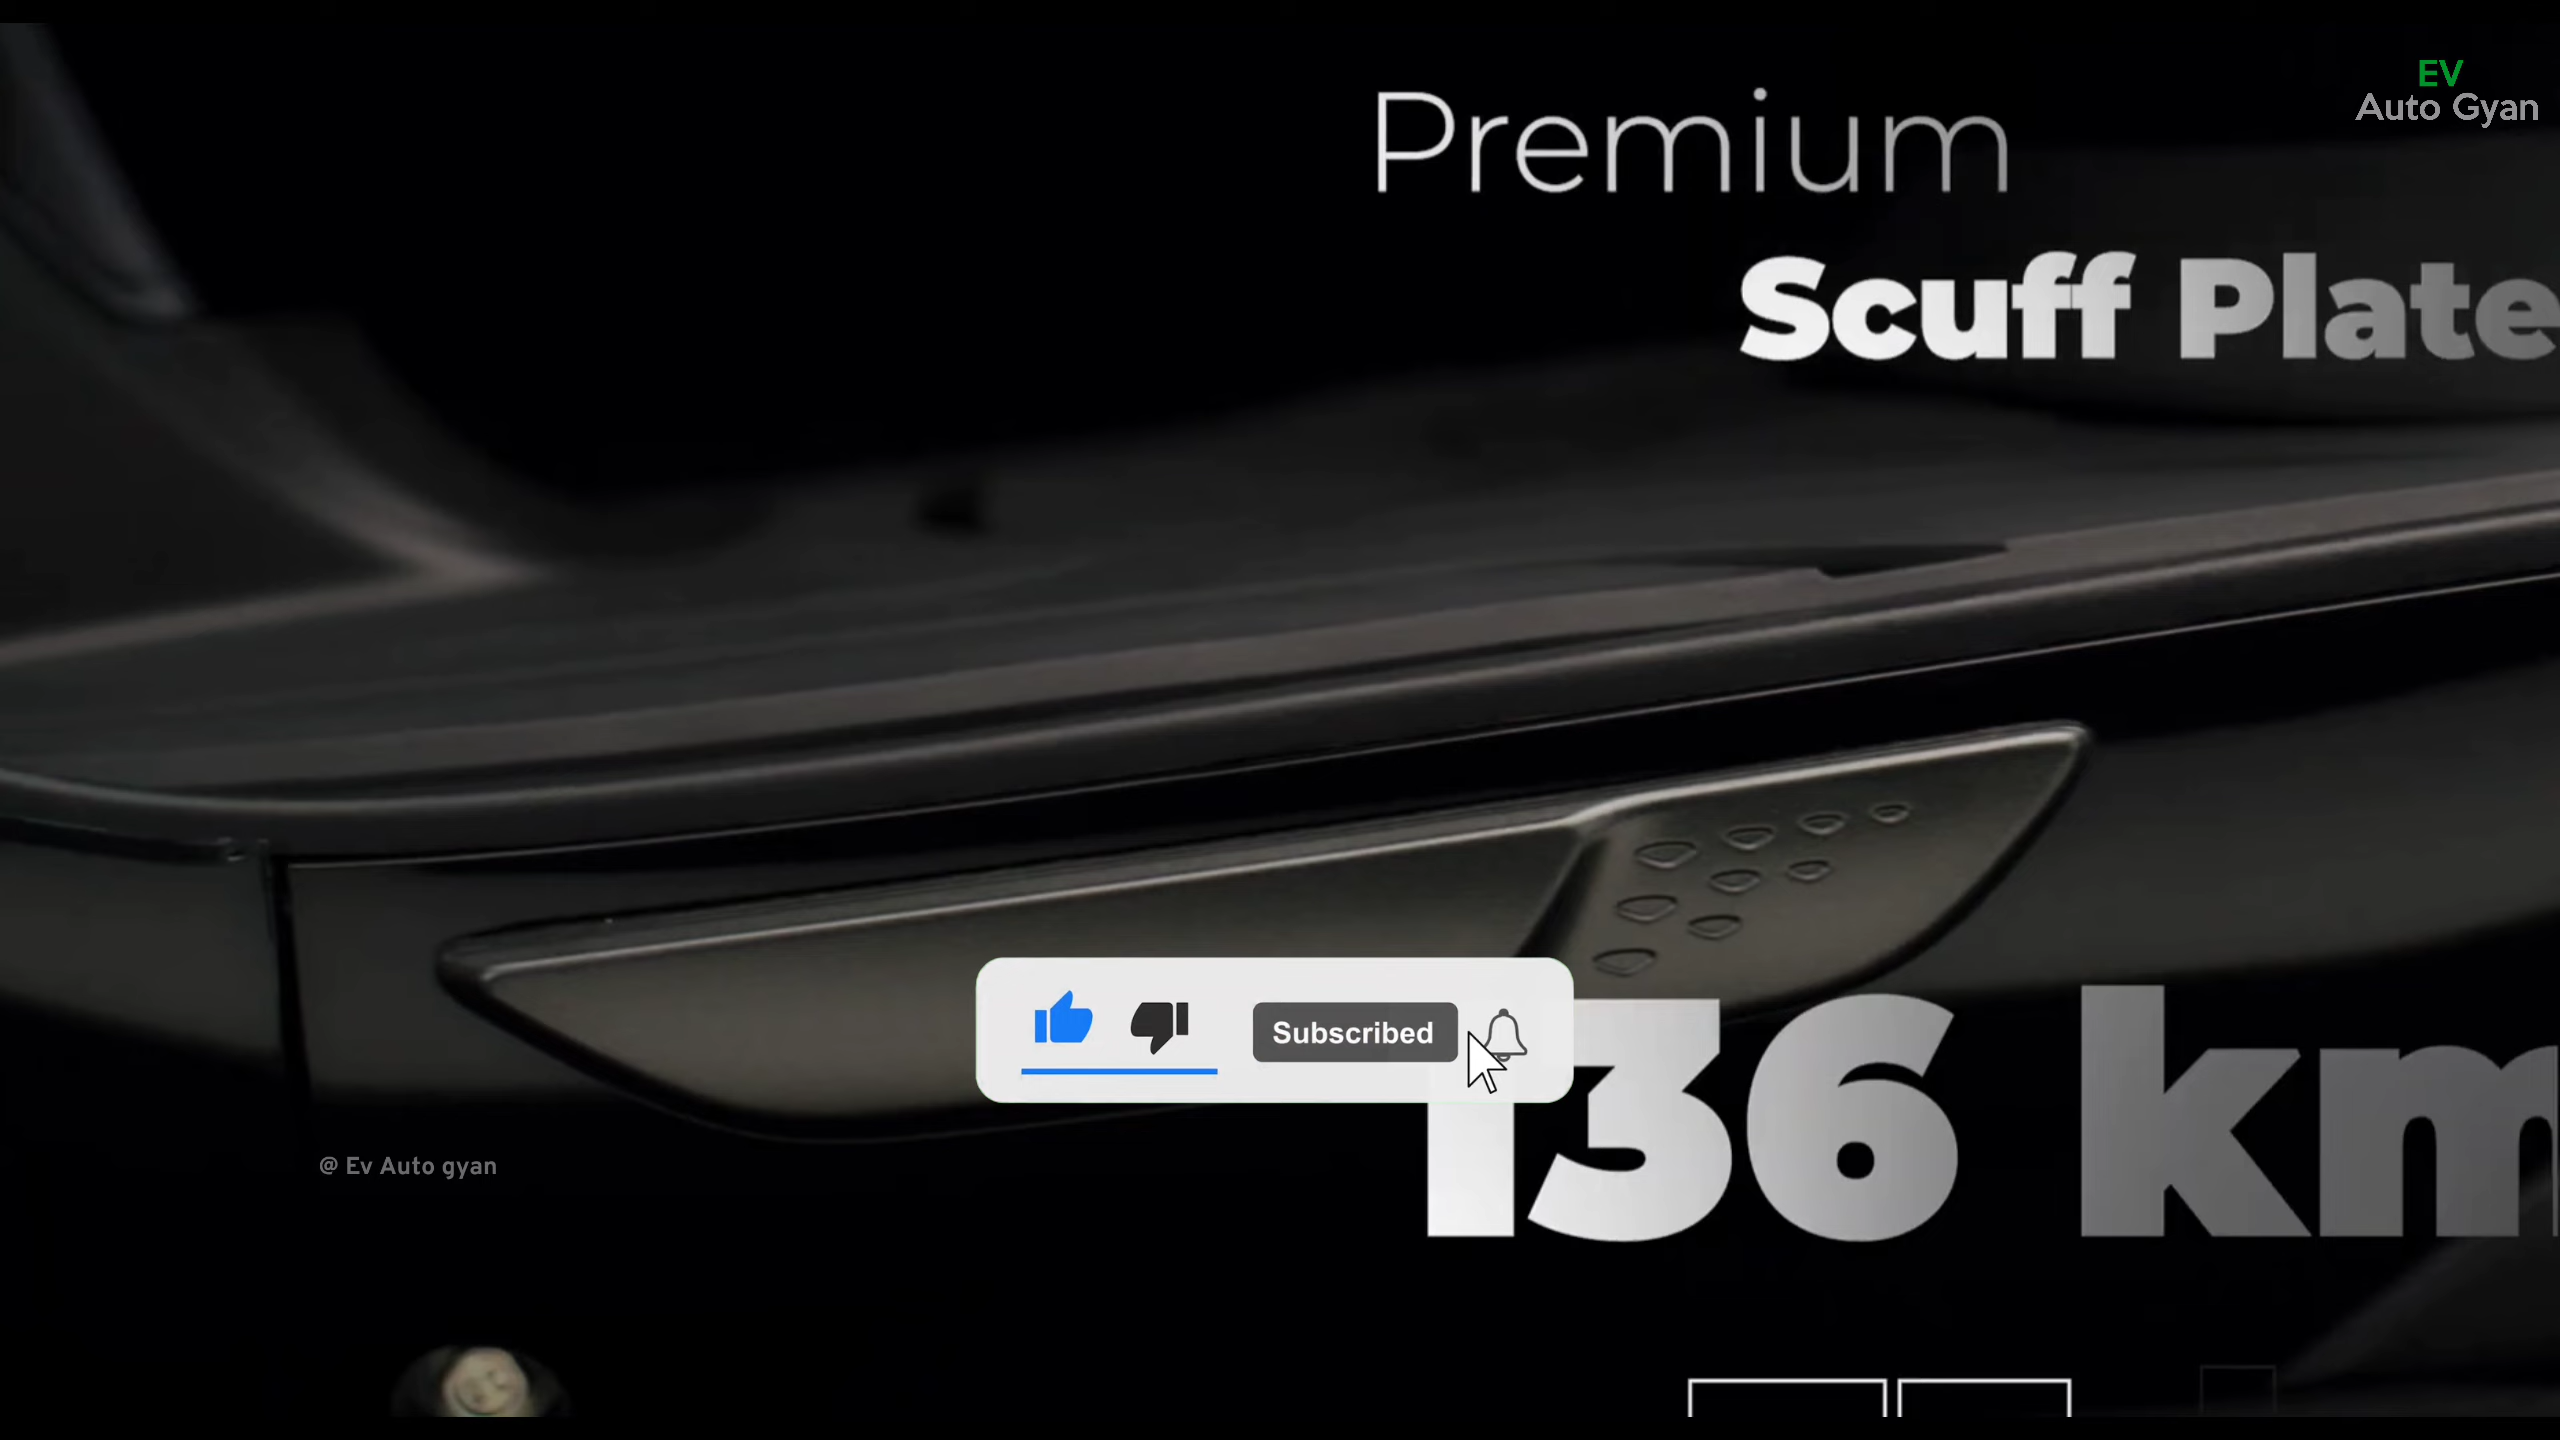 EV
Auto Gyan
Premium
Scuff Plate
Subscribed
136 km
@ Ev Auto gyan